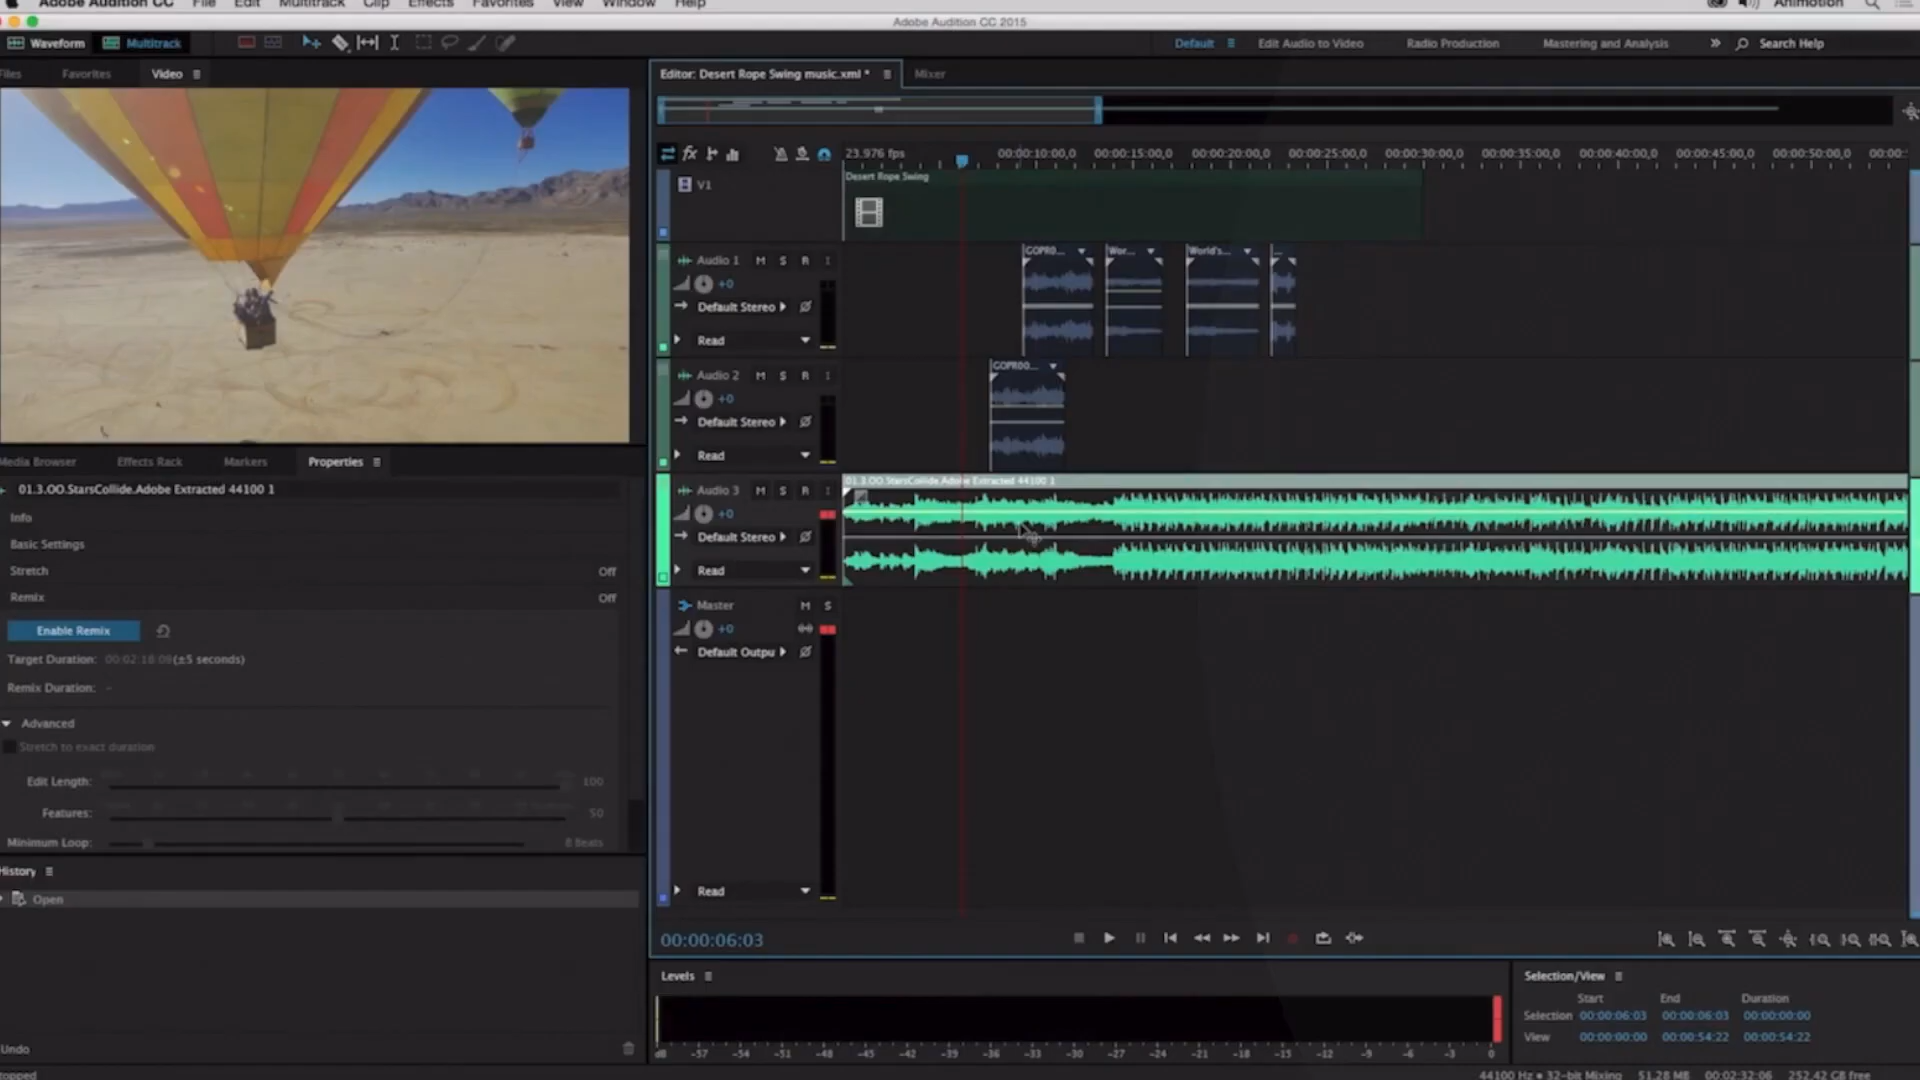 Adobe Audition CC File Edit Multitrack Clip Effects Favorites View Window Help Animotion
Adobe Audition CC 2015
Waveform Multitrack Default Edit Audio to Video Radio Production Mastering and Analysis Search Help
Files Favorites Video
Editor: Desert Rope Swing music.xml * Mixer
23.976 fps 00:00:10:00,0 00:00:15:00,0 00:00:20:00,0 00:00:25:00,0 00:00:30:00,0 00:00:35:00,0 00:00:40:00,0 00:00:45:00,0 00:00:50:00,0 00:00:
V1
Desert Rope Swing
Audio 1 M S R I
GOPR0... Wor... World's... ...
+0
Default Stereo
Read
Audio 2 M S R I
GOPR00...
+0
Default Stereo
Read
Audio 3 M S R I
01.3.OO.StarsCollide.Adobe Extracted 44100 1
+0
Default Stereo
Read
Master M S
+0
Default Outpu
Read
00:00:06:03
Media Browser Effects Rack Markers Properties
01.3.OO.StarsCollide.Adobe Extracted 44100 1
Info
Basic Settings
Stretch Off
Remix Off
Enable Remix
Target Duration: 00:02:18:09 (±5 seconds)
Remix Duration: -
Advanced
Stretch to exact duration
Edit Length: 100
Features: 50
Minimum Loop: 8 Beats
History
Open
Undo
Levels
dB -57 -54 -51 -48 -45 -42 -39 -36 -33 -30 -27 -24 -21 -18 -15 -12 -9 -6 -3 0
Selection/View
Start End Duration
Selection 00:00:06:03 00:00:06:03 00:00:00:00
View 00:00:00:00 00:00:54:22 00:00:54:22
Stopped
44100 Hz • 32-bit Mixing 51.28 MB 00:02:32:06 252.42 GB free